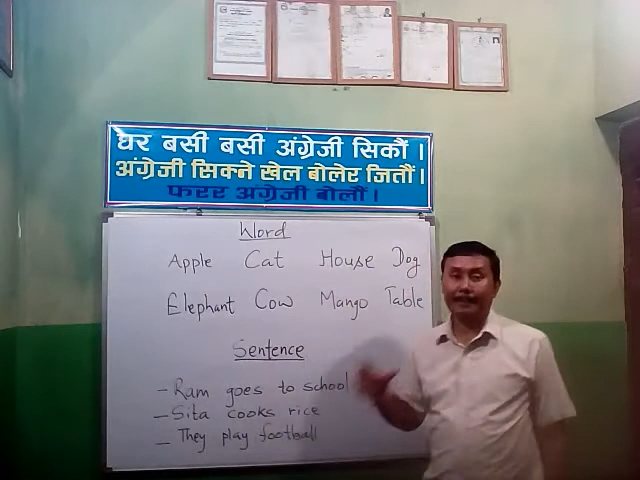 घर बसी बसी अंग्रेजी सिकौं ।
अंग्रेजी सिक्ने खेल बोलेर जितौं ।
फरर अंग्रेजी बोलौं ।
Word
Apple Cat House Dog
Elephant Cow Mango Table
Sentence
- Ram goes to school
- Sita cooks rice
- They play football